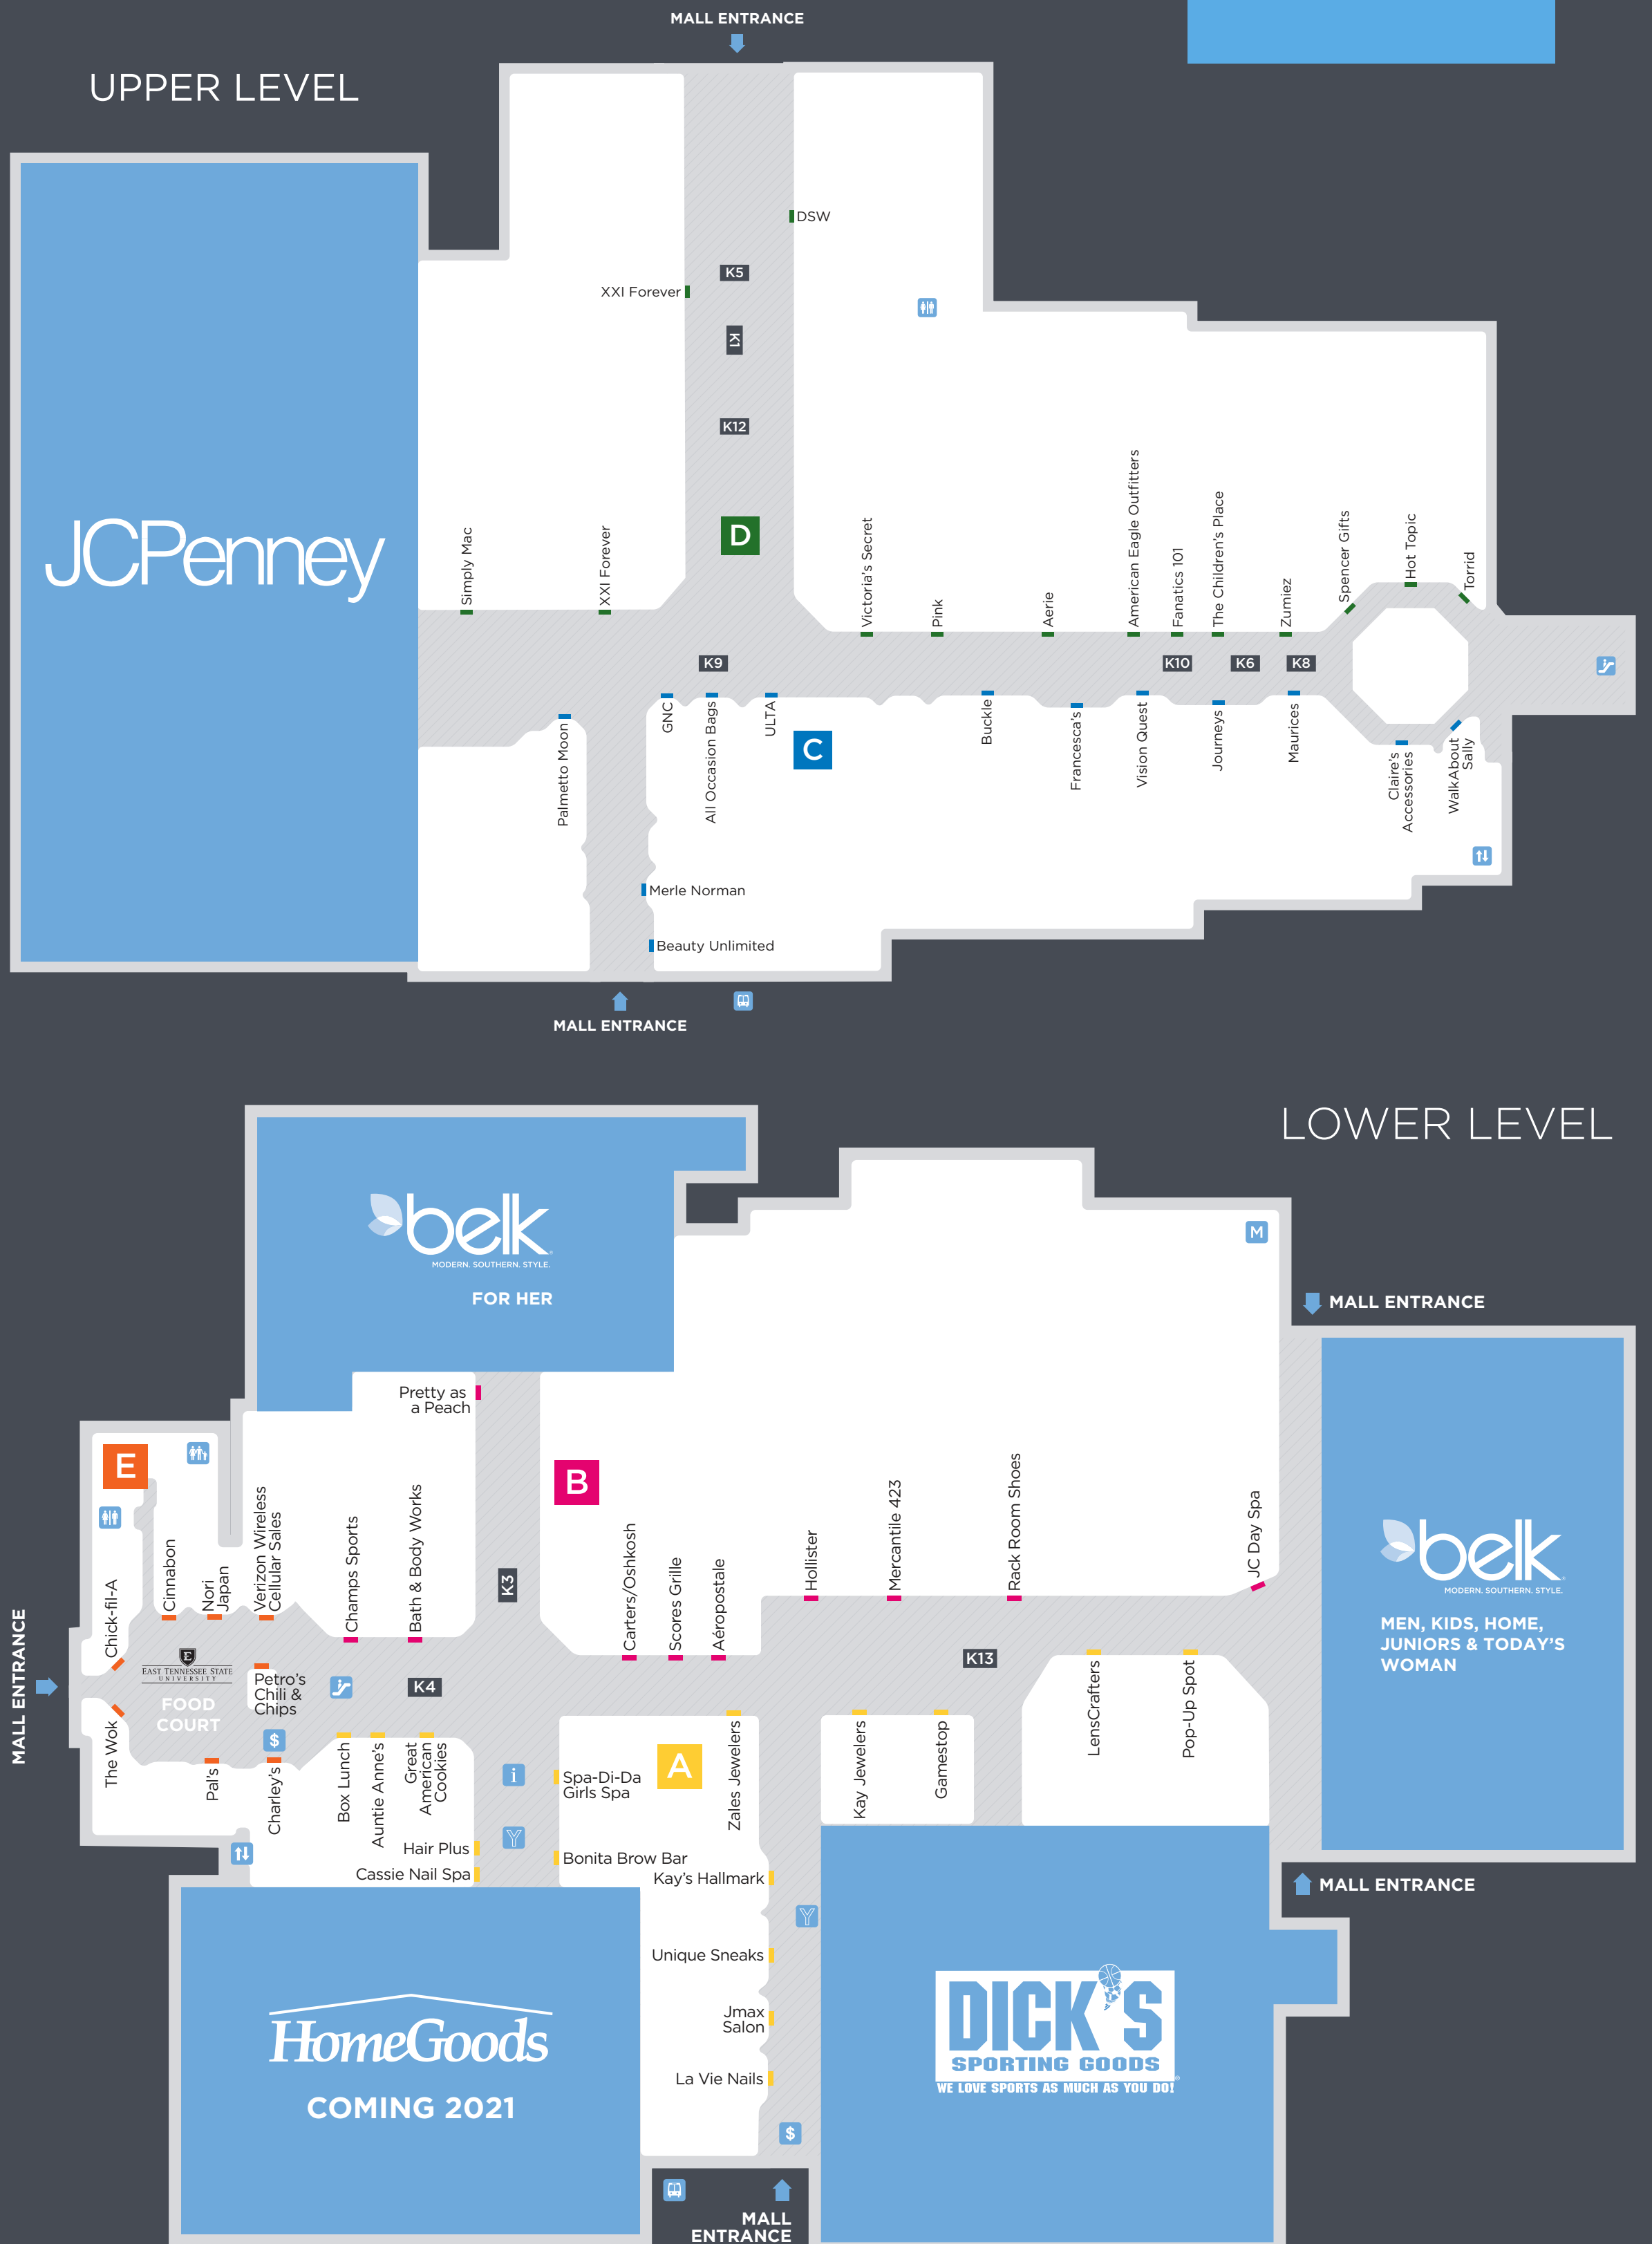 MALL ENTRANCE
UPPER LEVEL
DSW
K5
XXI Forever
K1
K12
JCPenney
D
Simply Mac
XXI Forever
Victoria's Secret
Pink
Aerie
American Eagle Outfitters
Fanatics 101
The Children's Place
Zumiez
Spencer Gifts
Hot Topic
Torrid
K9
K10
K6
K8
Palmetto Moon
GNC
All Occasion Bags
ULTA
C
Buckle
Francesca's
Vision Quest
Journeys
Maurices
Claire's
Accessories
WalkAbout
Sally
Merle Norman
Beauty Unlimited
MALL ENTRANCE
LOWER LEVEL
belk
MODERN. SOUTHERN. STYLE.
FOR HER
M
MALL ENTRANCE
Pretty as
a Peach
E
B
Chick-fil-A
Cinnabon
Nori
Japan
Verizon Wireless
Cellular Sales
Champs Sports
Bath & Body Works
K3
Carters/Oshkosh
Scores Grille
Aéropostale
Hollister
Mercantile 423
Rack Room Shoes
JC Day Spa
belk
MODERN. SOUTHERN. STYLE.
MEN, KIDS, HOME,
JUNIORS & TODAY'S
WOMAN
MALL ENTRANCE
E
EAST TENNESSEE STATE
UNIVERSITY
FOOD
COURT
Petro's
Chili &
Chips
K4
K13
$
The Wok
Pal's
Charley's
Box Lunch
Auntie Anne's
Great
American
Cookies
i
Spa-Di-Da
Girls Spa
A
Zales Jewelers
Kay Jewelers
Gamestop
LensCrafters
Pop-Up Spot
Hair Plus
Cassie Nail Spa
Y
Bonita Brow Bar
Kay's Hallmark
Y
MALL ENTRANCE
Unique Sneaks
Jmax
Salon
La Vie Nails
$
HomeGoods
COMING 2021
DICK'S
SPORTING GOODS
WE LOVE SPORTS AS MUCH AS YOU DO!
MALL
ENTRANCE